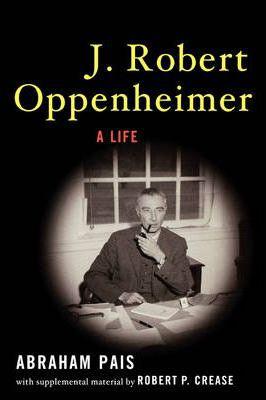 J. Robert
Oppenheimer
A LIFE
ABRAHAM PAIS
with supplemental material by ROBERT P. CREASE